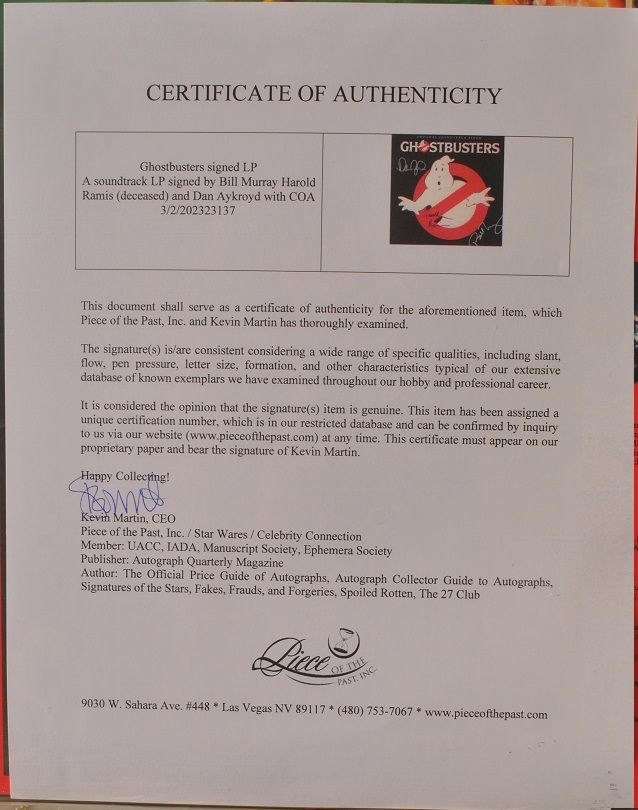 CERTIFICATE OF AUTHENTICITY
Ghostbusters signed LP
A soundtrack LP signed by Bill Murray Harold
Ramis (deceased) and Dan Aykroyd with COA
3/2/202323137
ORIGINAL SOUNDTRACK ALBUM
GHOSTBUSTERS
This document shall serve as a certificate of authenticity for the aforementioned item, which
Piece of the Past, Inc. and Kevin Martin has thoroughly examined.
The signature(s) is/are consistent considering a wide range of specific qualities, including slant,
flow, pen pressure, letter size, formation, and other characteristics typical of our extensive
database of known exemplars we have examined throughout our hobby and professional career.
It is considered the opinion that the signature(s) item is genuine. This item has been assigned a
unique certification number, which is in our restricted database and can be confirmed by inquiry
to us via our website (www.pieceofthepast.com) at any time. This certificate must appear on our
proprietary paper and bear the signature of Kevin Martin.
Happy Collecting!
Kevin Martin, CEO
Piece of the Past, Inc. / Star Wares / Celebrity Connection
Member: UACC, IADA, Manuscript Society, Ephemera Society
Publisher: Autograph Quarterly Magazine
Author: The Official Price Guide of Autographs, Autograph Collector Guide to Autographs,
Signatures of the Stars, Fakes, Frauds, and Forgeries, Spoiled Rotten, The 27 Club
Piece OF THE
PAST, INC.
9030 W. Sahara Ave. #448 * Las Vegas NV 89117 * (480) 753-7067 * www.pieceofthepast.com